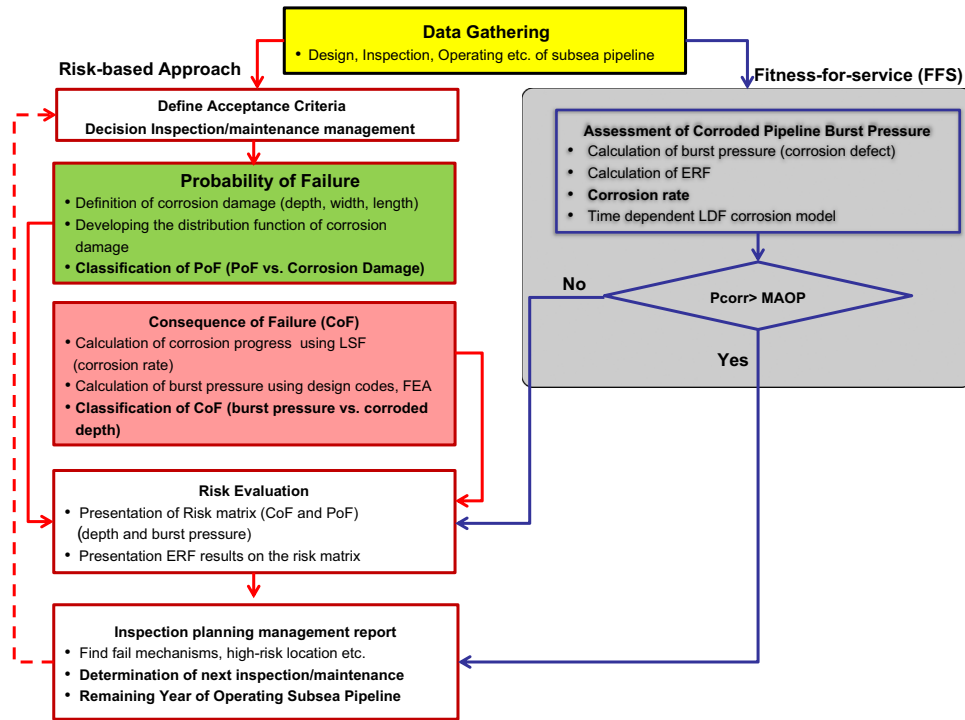 Data Gathering
• Design, Inspection, Operating etc. of subsea pipeline
Risk-based Approach
Define Acceptance Criteria
Decision Inspection/maintenance management
Probability of Failure
• Definition of corrosion damage (depth, width, length)
• Developing the distribution function of corrosion
damage
• Classification of PoF (PoF vs. Corrosion Damage)
Consequence of Failure (CoF)
• Calculation of corrosion progress using LSF
(corrosion rate)
• Calculation of burst pressure using design codes, FEA
• Classification of CoF (burst pressure vs. corroded
depth)
Risk Evaluation
• Presentation of Risk matrix (CoF and PoF)
(depth and burst pressure)
• Presentation ERF results on the risk matrix
Inspection planning management report
• Find fail mechanisms, high-risk location etc.
• Determination of next inspection/maintenance
• Remaining Year of Operating Subsea Pipeline
Fitness-for-service (FFS)
Assessment of Corroded Pipeline Burst Pressure
• Calculation of burst pressure (corrosion defect)
• Calculation of ERF
• Corrosion rate
• Time dependent LDF corrosion model
Pcorr> MAOP
No
Yes